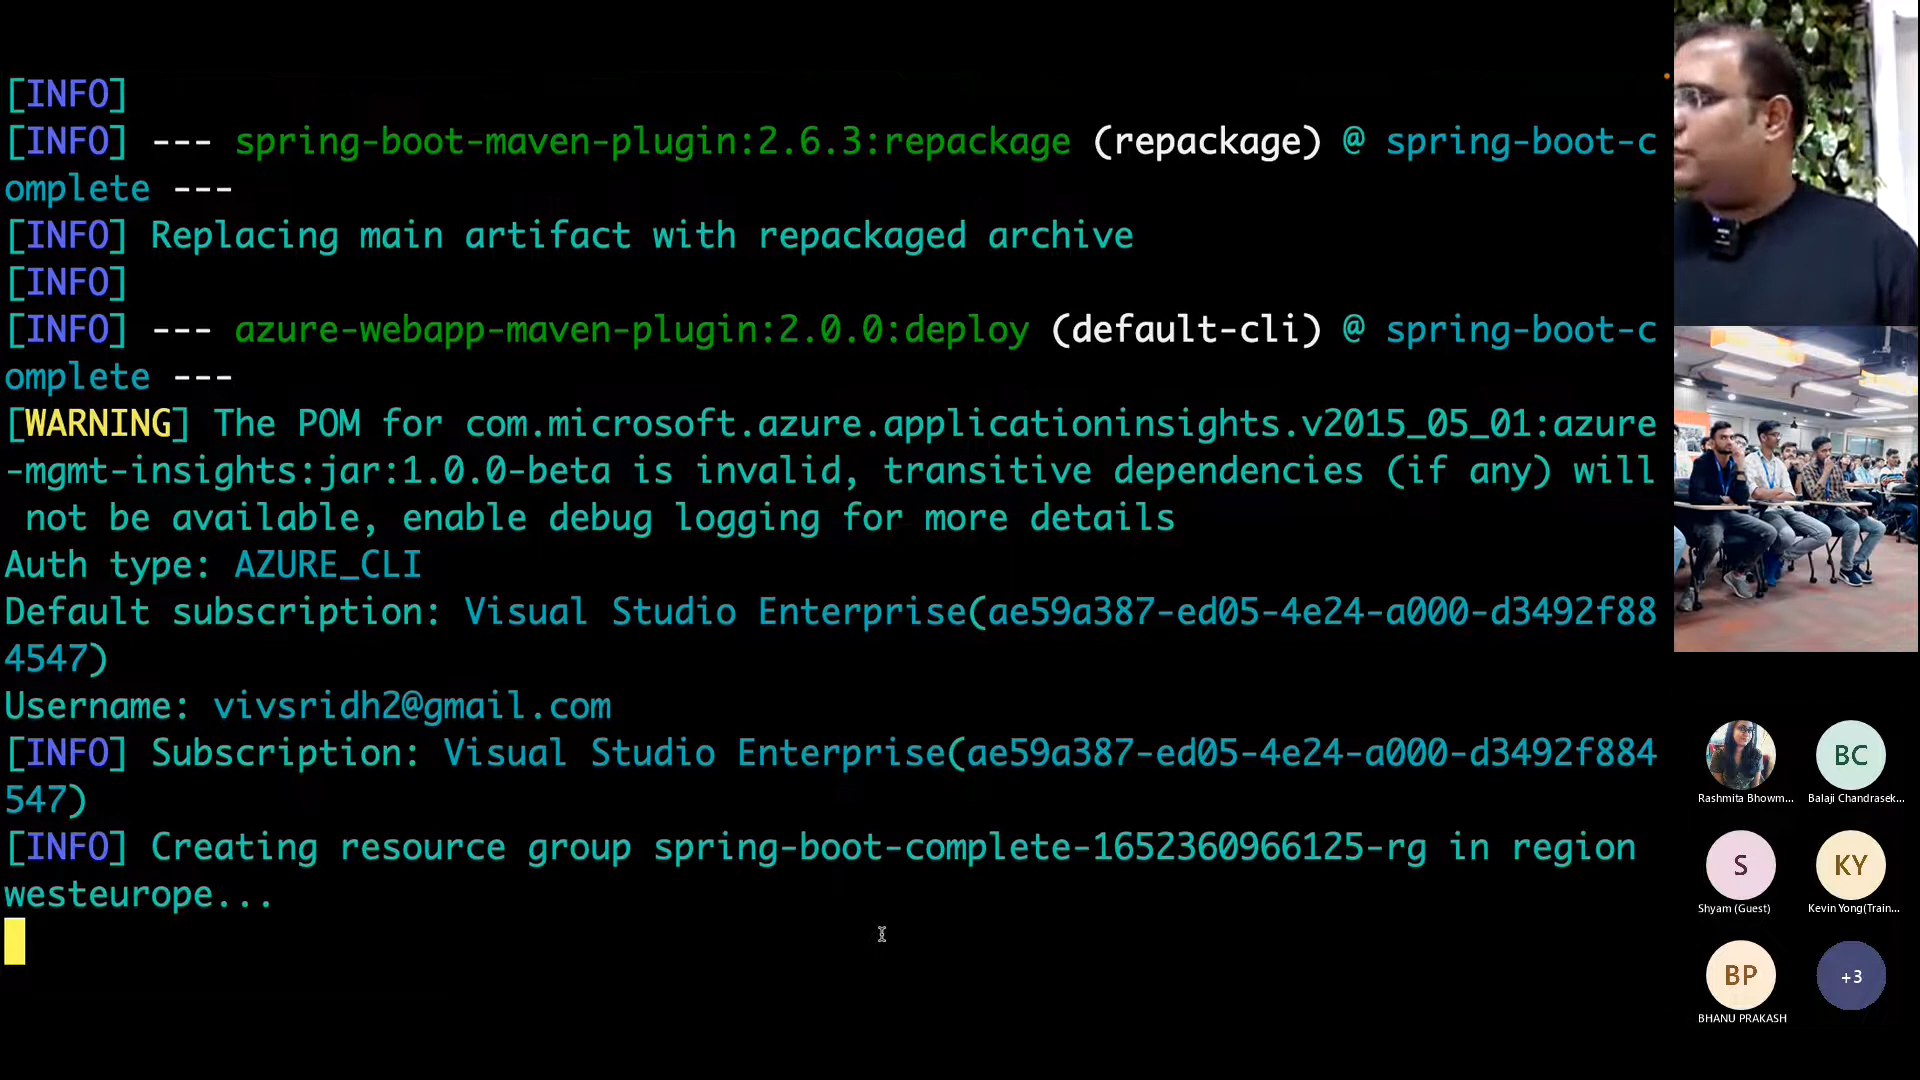 [INFO]
[INFO] --- spring-boot-maven-plugin:2.6.3:repackage (repackage) @ spring-boot-c
omplete ---
[INFO] Replacing main artifact with repackaged archive
[INFO]
[INFO] --- azure-webapp-maven-plugin:2.0.0:deploy (default-cli) @ spring-boot-c
omplete ---
[WARNING] The POM for com.microsoft.azure.applicationinsights.v2015_05_01:azure
-mgmt-insights:jar:1.0.0-beta is invalid, transitive dependencies (if any) will
not be available, enable debug logging for more details
Auth type: AZURE_CLI
Default subscription: Visual Studio Enterprise(ae59a387-ed05-4e24-a000-d3492f88
4547)
Username: vivsridh2@gmail.com
[INFO] Subscription: Visual Studio Enterprise(ae59a387-ed05-4e24-a000-d3492f884
547)
[INFO] Creating resource group spring-boot-complete-1652360966125-rg in region
westeurope...
BC
Rashmita Bhowm...
Balaji Chandrasek...
S
KY
Shyam (Guest)
Kevin Yong(Train...
BP
+3
BHANU PRAKASH